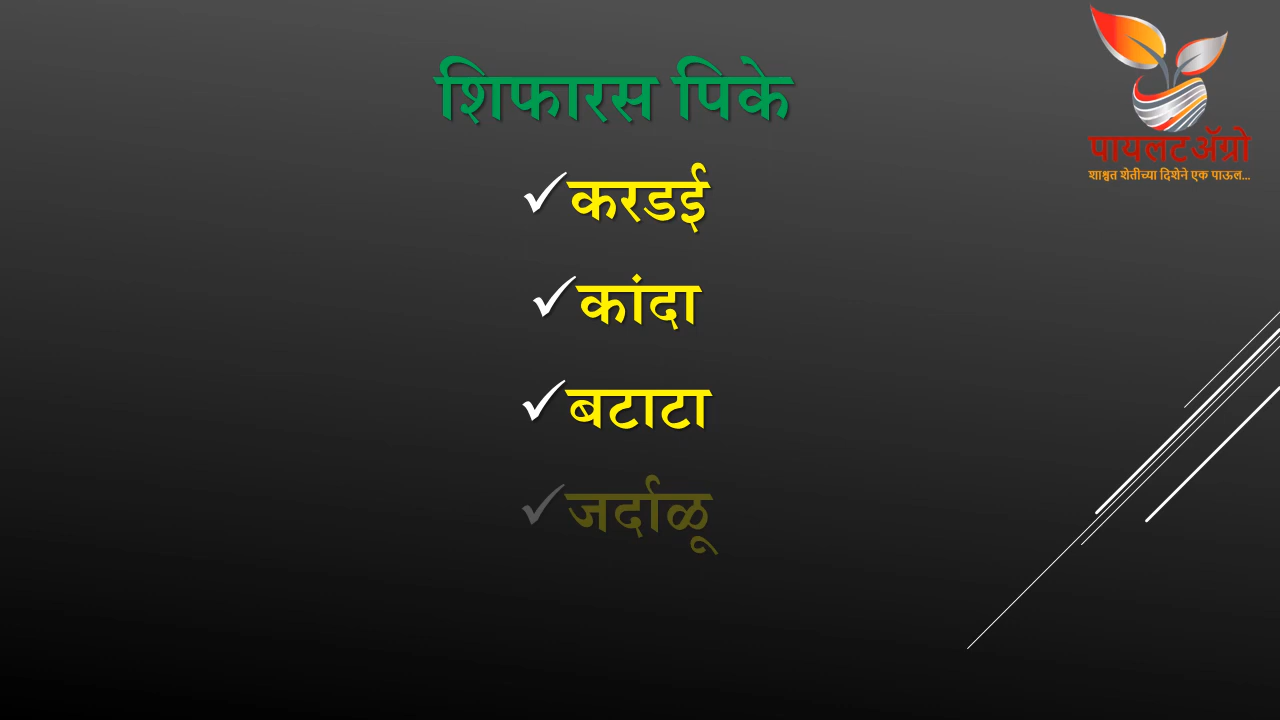 शिफारस पिके
✓करडई
✓कांदा
✓बटाटा
✓जर्दाळू
पायलटॲग्रो
शाश्वत शेतीच्या दिशेने एक पाऊल...